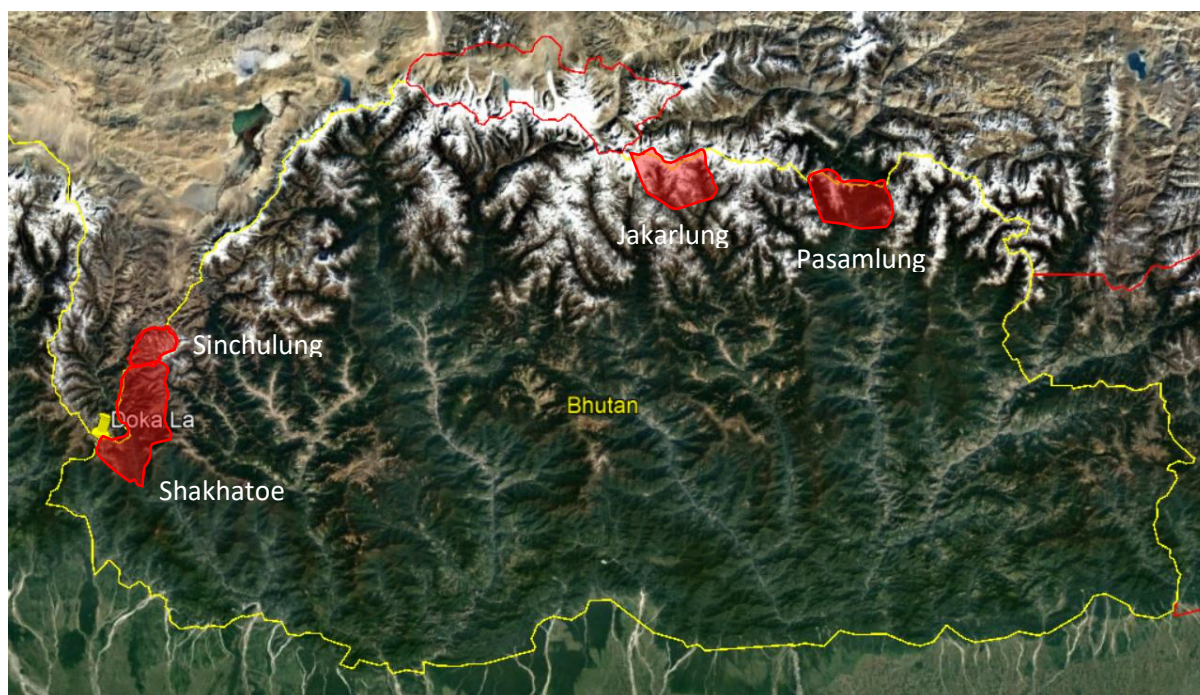 Jakarlung
Pasamlung
Sinchulung
Doka La
Bhutan
Shakhatoe